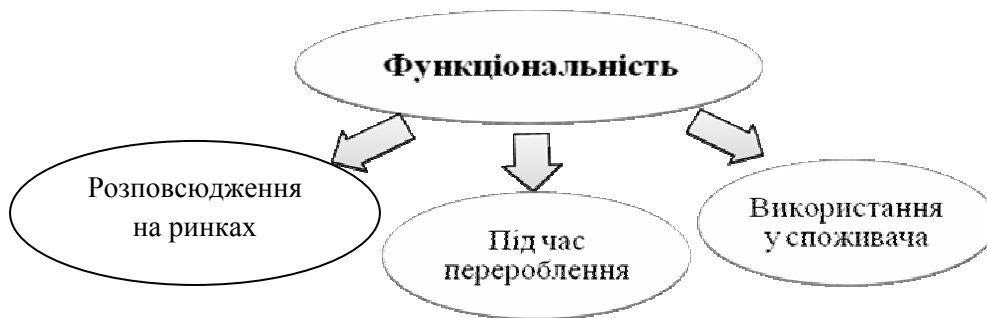 Функціональність
Розповсюдження
на ринках
Під час
перероблення
Використання
у споживача